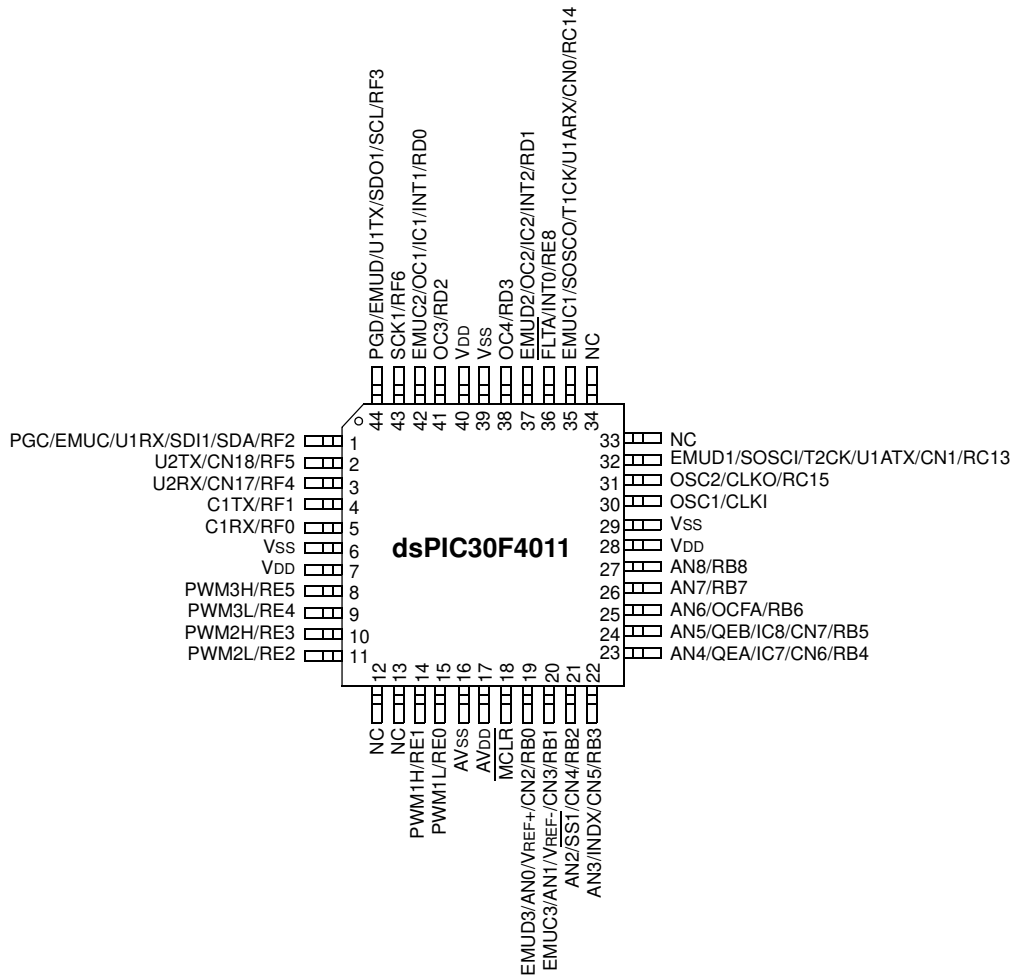 PGD/EMUD/U1TX/SDO1/SCL/RF3
SCK1/RF6
EMUC2/OC1/IC1/INT1/RD0
OC3/RD2
VDD
VSS
OC4/RD3
EMUD2/OC2/IC2/INT2/RD1
FLTA/INT0/RE8
EMUC1/SOSCO/T1CK/U1ARX/CN0/RC14
NC
44
43
42
41
40
39
38
37
36
35
34
PGC/EMUC/U1RX/SDI1/SDA/RF2 1
U2TX/CN18/RF5 2
U2RX/CN17/RF4 3
C1TX/RF1 4
C1RX/RF0 5
VSS 6
VDD 7
PWM3H/RE5 8
PWM3L/RE4 9
PWM2H/RE3 10
PWM2L/RE2 11
dsPIC30F4011
33 NC
32 EMUD1/SOSCI/T2CK/U1ATX/CN1/RC13
31 OSC2/CLKO/RC15
30 OSC1/CLKI
29 VSS
28 VDD
27 AN8/RB8
26 AN7/RB7
25 AN6/OCFA/RB6
24 AN5/QEB/IC8/CN7/RB5
23 AN4/QEA/IC7/CN6/RB4
12
13
14
15
16
17
18
19
20
21
22
NC
NC
PWM1H/RE1
PWM1L/RE0
AVSS
AVDD
MCLR
EMUD3/AN0/VREF+/CN2/RB0
EMUC3/AN1/VREF-/CN3/RB1
AN2/SS1/CN4/RB2
AN3/INDX/CN5/RB3